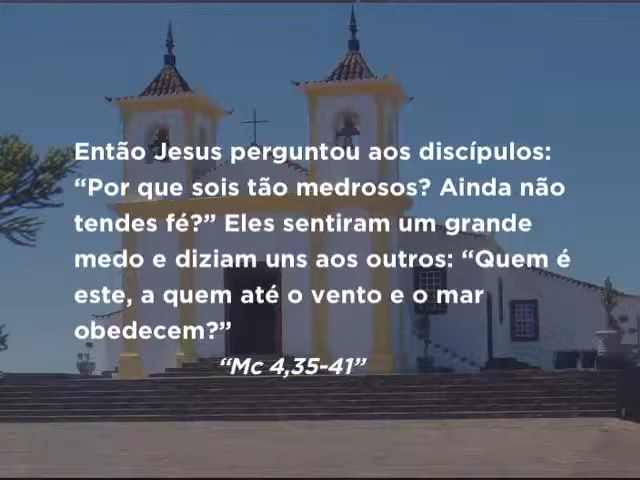 Então Jesus perguntou aos discípulos:
“Por que sois tão medrosos? Ainda não
tendes fé?” Eles sentiram um grande
medo e diziam uns aos outros: “Quem é
este, a quem até o vento e o mar
obedecem?”
“Mc 4,35-41”